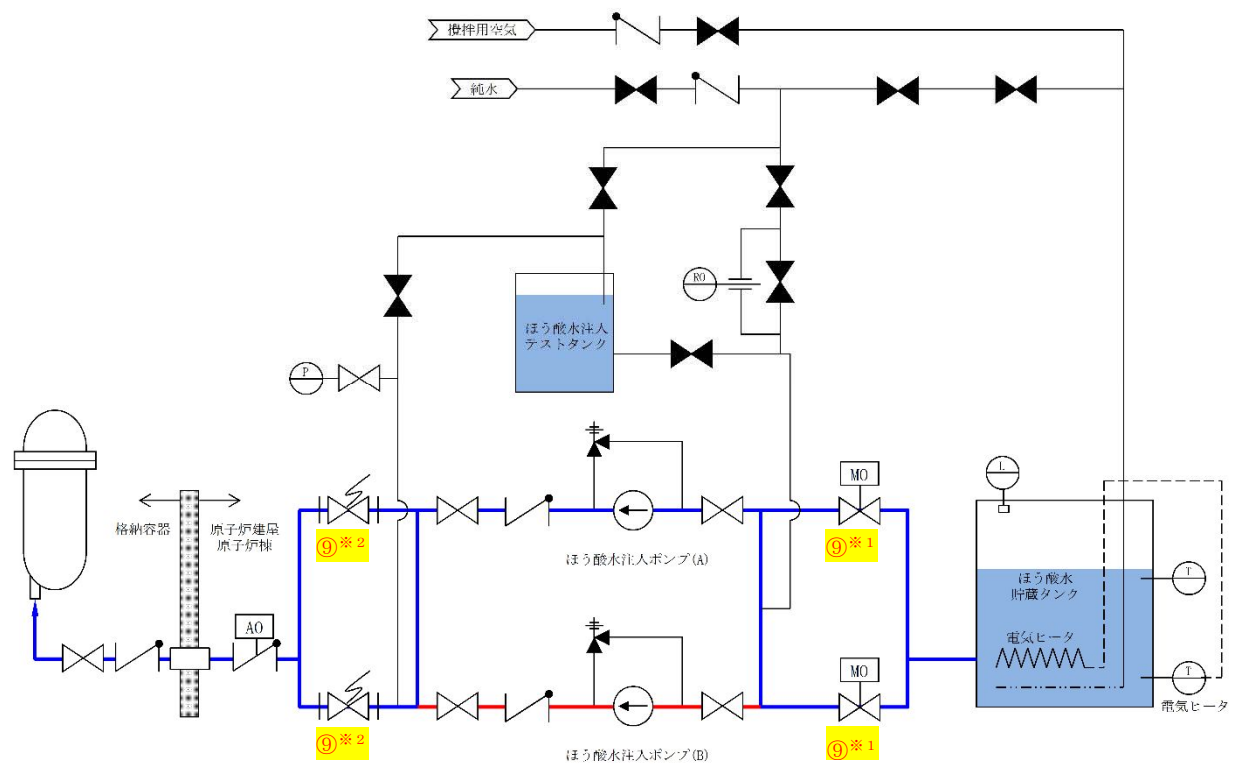 攪拌用空気
純水
RO
ほう酸水注入
テストタンク
P
MO
L
格納容器
原子炉建屋
原子炉棟
⑨※2
ほう酸水注入ポンプ(A)
⑨※1
ほう酸水
貯蔵タンク
T
AO
電気ヒータ
MO
T
電気ヒータ
⑨※2
ほう酸水注入ポンプ(B)
⑨※1